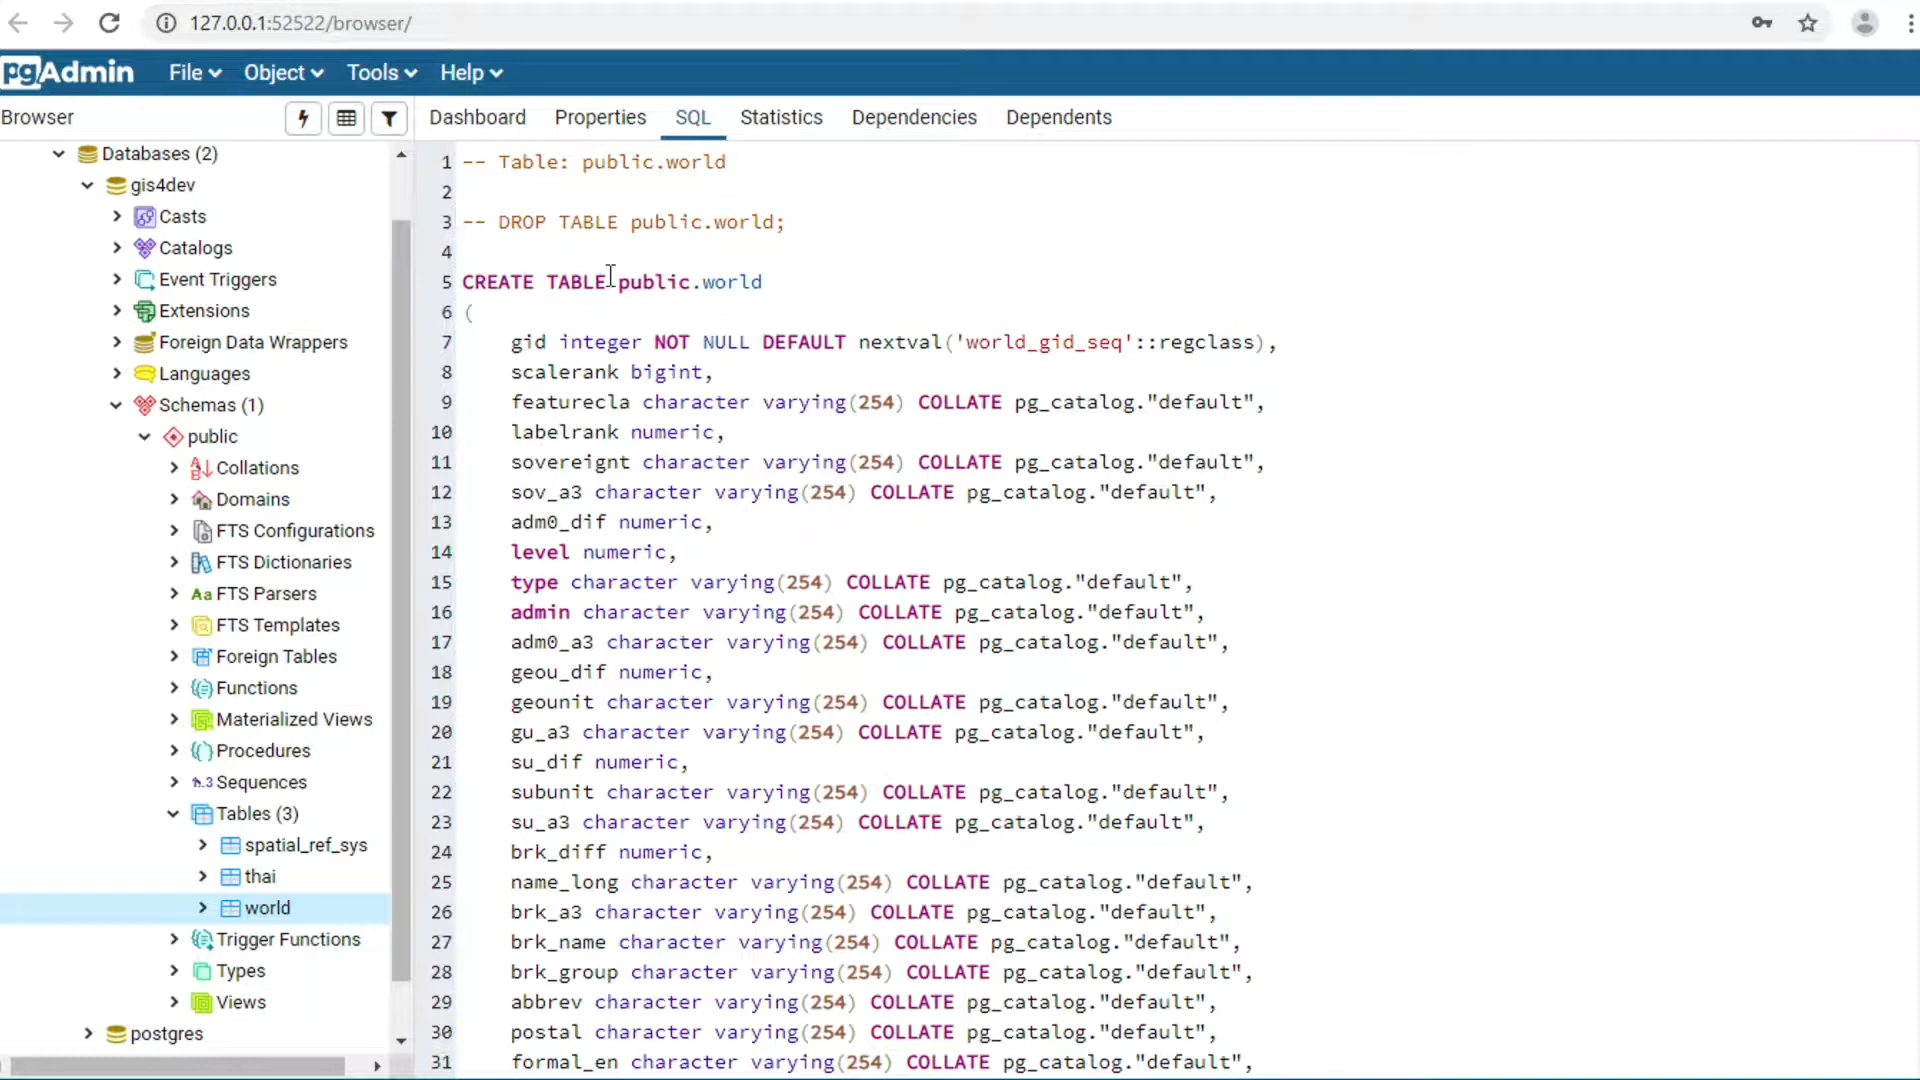 127.0.0.1:52522/browser/
pgAdmin File Object Tools Help
Browser
Dashboard Properties SQL Statistics Dependencies Dependents
Databases (2)
gis4dev
Casts
Catalogs
Event Triggers
Extensions
Foreign Data Wrappers
Languages
Schemas (1)
public
Collations
Domains
FTS Configurations
FTS Dictionaries
Aa FTS Parsers
FTS Templates
Foreign Tables
Functions
Materialized Views
Procedures
1..3 Sequences
Tables (3)
spatial_ref_sys
thai
world
Trigger Functions
Types
Views
postgres
1 -- Table: public.world
2
3 -- DROP TABLE public.world;
4
5 CREATE TABLE public.world
6 (
7 gid integer NOT NULL DEFAULT nextval('world_gid_seq'::regclass),
8 scalerank bigint,
9 featurecla character varying(254) COLLATE pg_catalog."default",
10 labelrank numeric,
11 sovereignt character varying(254) COLLATE pg_catalog."default",
12 sov_a3 character varying(254) COLLATE pg_catalog."default",
13 adm0_dif numeric,
14 level numeric,
15 type character varying(254) COLLATE pg_catalog."default",
16 admin character varying(254) COLLATE pg_catalog."default",
17 adm0_a3 character varying(254) COLLATE pg_catalog."default",
18 geou_dif numeric,
19 geounit character varying(254) COLLATE pg_catalog."default",
20 gu_a3 character varying(254) COLLATE pg_catalog."default",
21 su_dif numeric,
22 subunit character varying(254) COLLATE pg_catalog."default",
23 su_a3 character varying(254) COLLATE pg_catalog."default",
24 brk_diff numeric,
25 name_long character varying(254) COLLATE pg_catalog."default",
26 brk_a3 character varying(254) COLLATE pg_catalog."default",
27 brk_name character varying(254) COLLATE pg_catalog."default",
28 brk_group character varying(254) COLLATE pg_catalog."default",
29 abbrev character varying(254) COLLATE pg_catalog."default",
30 postal character varying(254) COLLATE pg_catalog."default",
31 formal_en character varying(254) COLLATE pg_catalog."default",